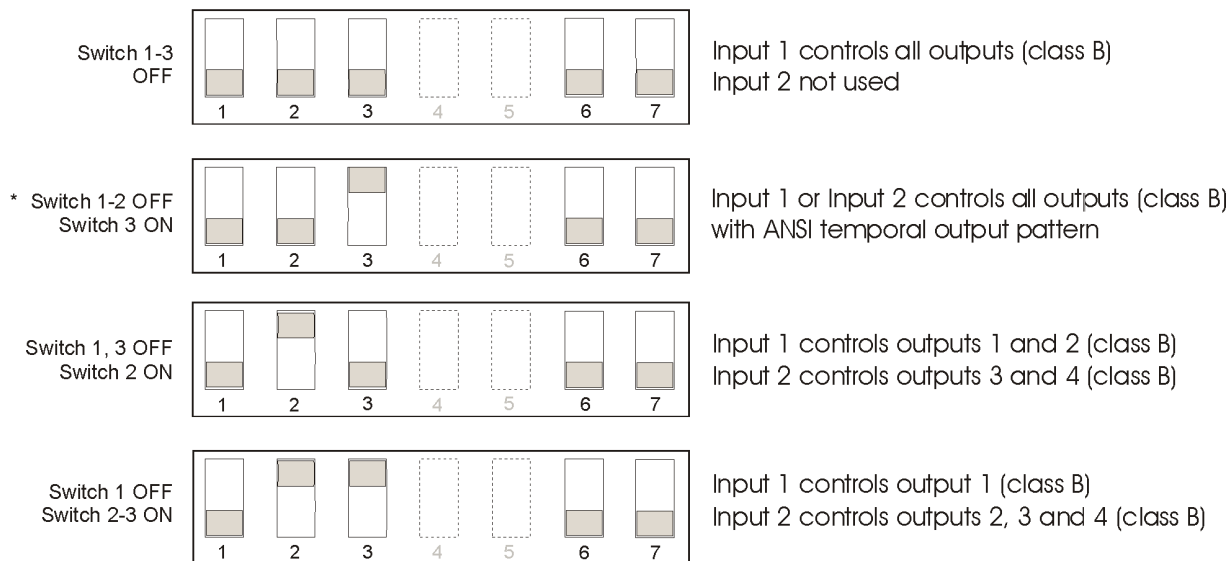 Switch 1-3
OFF
Input 1 controls all outputs (class B)
Input 2 not used
1 2 3 4 5 6 7
* Switch 1-2 OFF
Switch 3 ON
Input 1 or Input 2 controls all outputs (class B)
with ANSI temporal output pattern
1 2 3 4 5 6 7
Switch 1, 3 OFF
Switch 2 ON
Input 1 controls outputs 1 and 2 (class B)
Input 2 controls outputs 3 and 4 (class B)
1 2 3 4 5 6 7
Switch 1 OFF
Switch 2-3 ON
Input 1 controls output 1 (class B)
Input 2 controls outputs 2, 3 and 4 (class B)
1 2 3 4 5 6 7